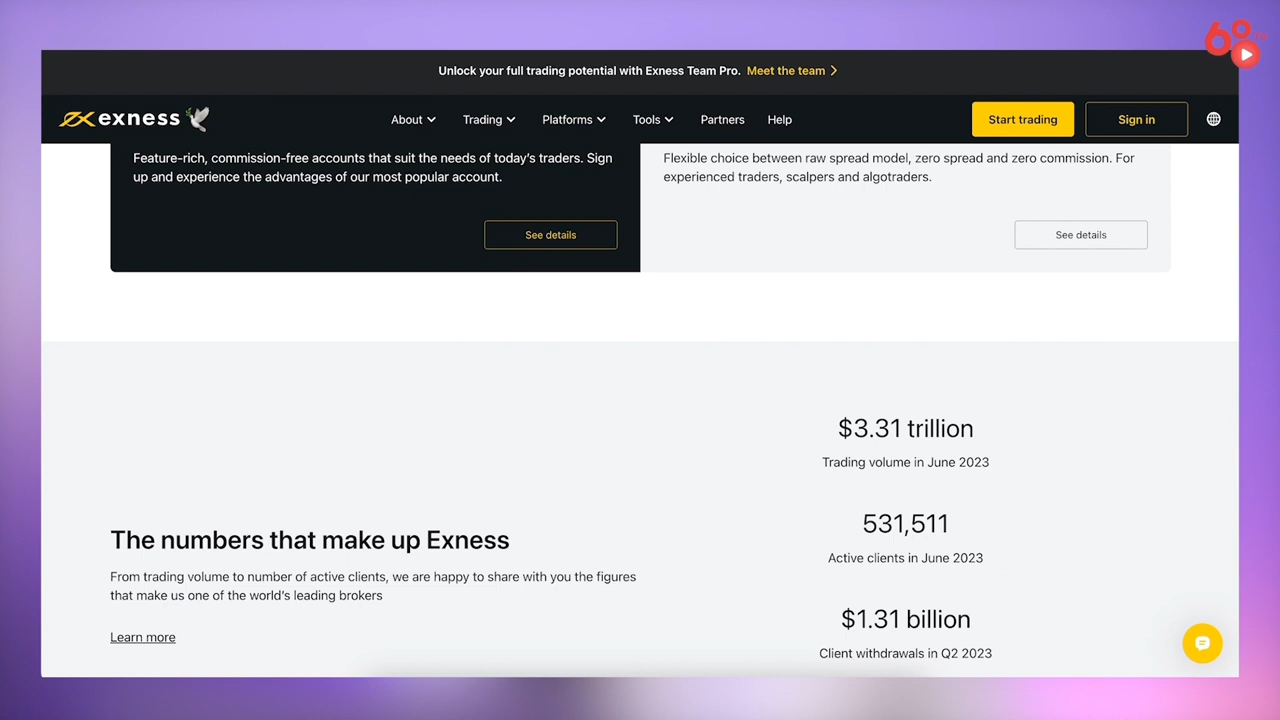 Unlock your full trading potential with Exness Team Pro. Meet the team
exness
About
Trading
Platforms
Tools
Partners
Help
Start trading
Sign in
Feature-rich, commission-free accounts that suit the needs of today's traders. Sign
up and experience the advantages of our most popular account.
See details
Flexible choice between raw spread model, zero spread and zero commission. For
experienced traders, scalpers and algotraders.
See details
The numbers that make up Exness
From trading volume to number of active clients, we are happy to share with you the figures
that make us one of the world's leading brokers
Learn more
$3.31 trillion
Trading volume in June 2023
531,511
Active clients in June 2023
$1.31 billion
Client withdrawals in Q2 2023